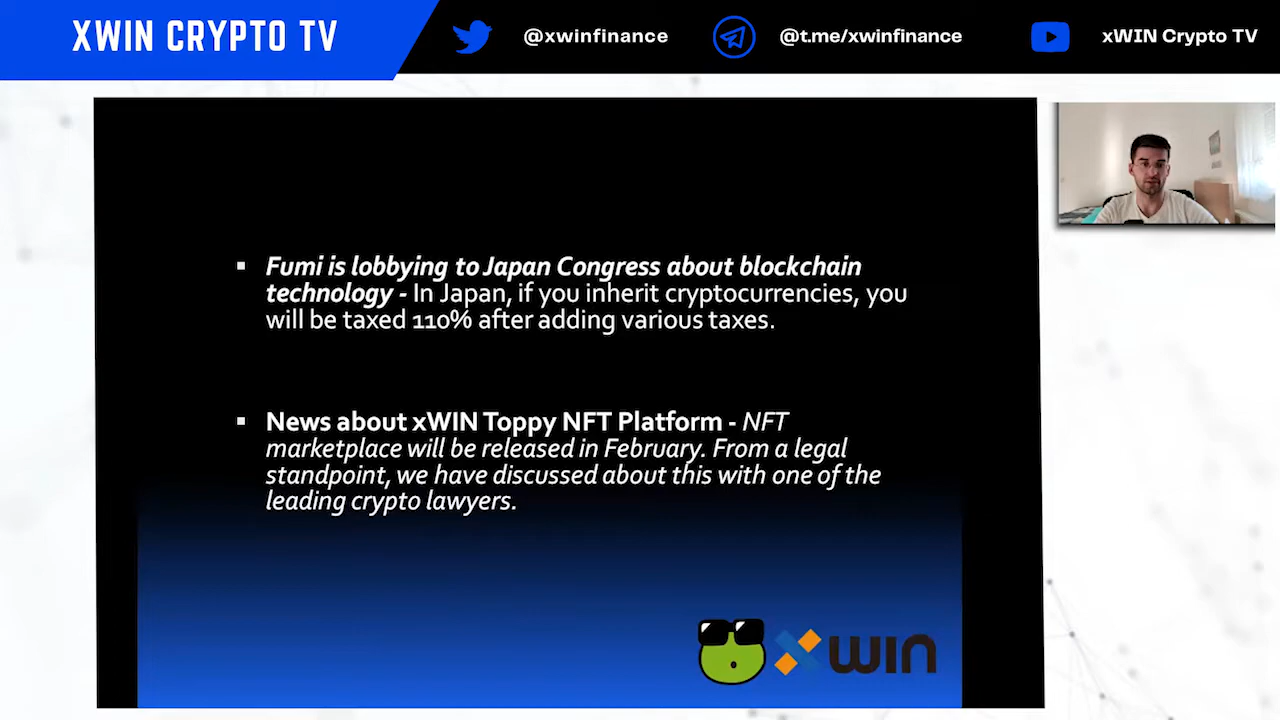 XWIN CRYPTO TV
@xwinfinance
@t.me/xwinfinance
xWIN Crypto TV
▪ Fumi is lobbying to Japan Congress about blockchain
technology - In Japan, if you inherit cryptocurrencies, you
will be taxed 110% after adding various taxes.
▪ News about xWIN Toppy NFT Platform - NFT
marketplace will be released in February. From a legal
standpoint, we have discussed about this with one of the
leading crypto lawyers.
xWIN